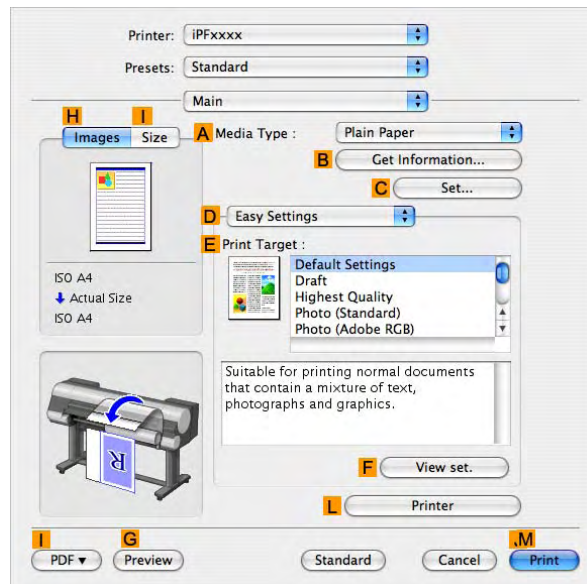 Printer: iPFxxxx
Presets: Standard
Main
H I
Images Size
A Media Type : Plain Paper
B Get Information...
C Set...
D Easy Settings
E Print Target :
Default Settings
Draft
Highest Quality
Photo (Standard)
Photo (Adobe RGB)
ISO A4
Actual Size
ISO A4
Suitable for printing normal documents
that contain a mixture of text,
photographs and graphics.
R
F View set.
L Printer
I G .M
PDF Preview Standard Cancel Print